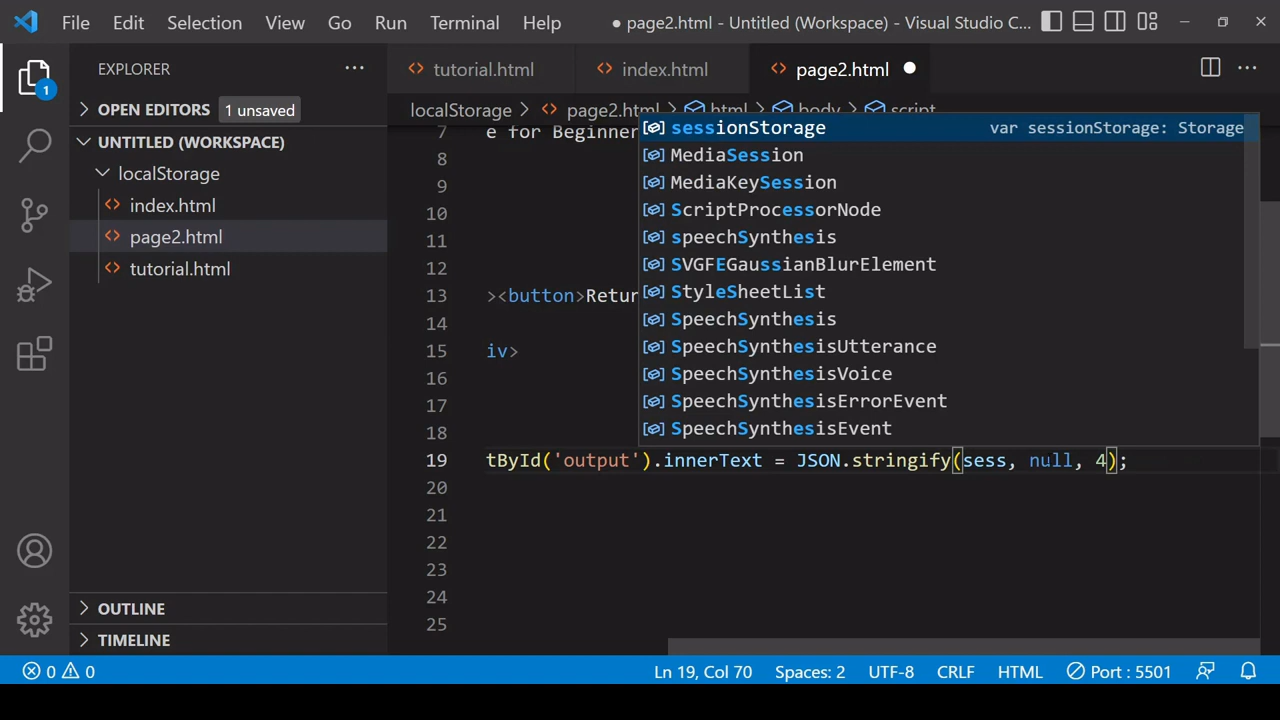 File Edit Selection View Go Run Terminal Help ● page2.html - Untitled (Workspace) - Visual Studio C...
EXPLORER ...
tutorial.html index.html page2.html ...
OPEN EDITORS 1 unsaved
localStorage > page2.html > html > body > script
1
UNTITLED (WORKSPACE)
localStorage
index.html
page2.html
tutorial.html
7 e for Beginner
8
9
10
11
12
13 ><button>Retur
14
15 iv>
16
17
18
19 tById('output').innerText = JSON.stringify(sess, null, 4);
20
21
22
23
24
25
sessionStorage var sessionStorage: Storage
MediaSession
MediaKeySession
ScriptProcessorNode
speechSynthesis
SVGFEGaussianBlurElement
StyleSheetList
SpeechSynthesis
SpeechSynthesisUtterance
SpeechSynthesisVoice
SpeechSynthesisErrorEvent
SpeechSynthesisEvent
OUTLINE
TIMELINE
0 0 Ln 19, Col 70 Spaces: 2 UTF-8 CRLF HTML Port : 5501